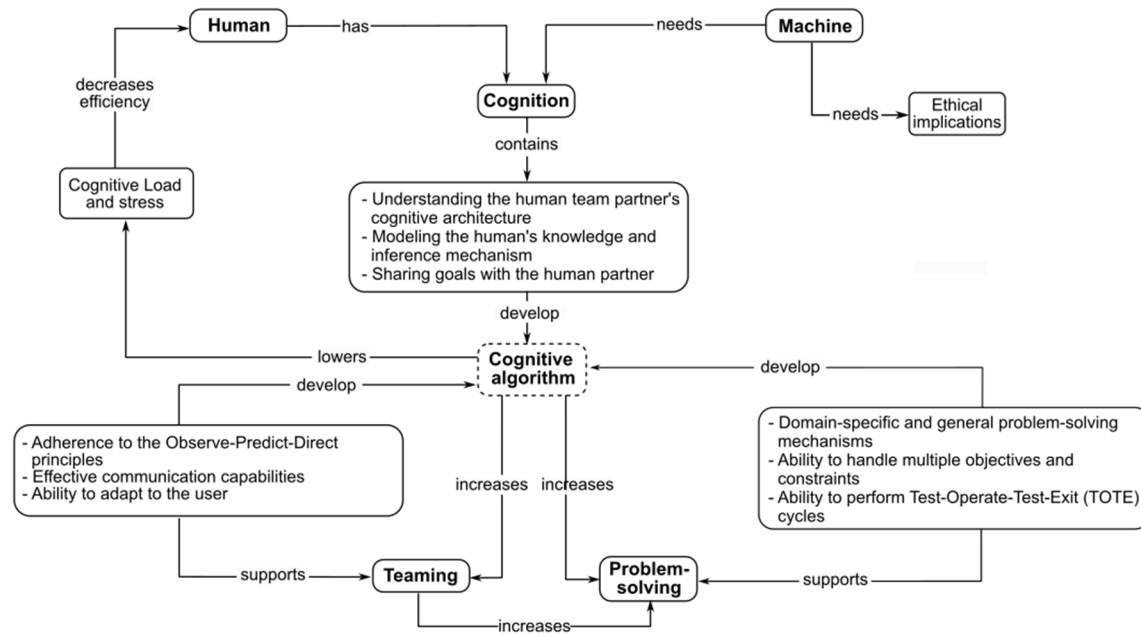 Human
has
needs
Machine
decreases
efficiency
Cognition
needs
Ethical
implications
contains
Cognitive Load
and stress
- Understanding the human team partner's
cognitive architecture
- Modeling the human's knowledge and
inference mechanism
- Sharing goals with the human partner
develop
lowers
Cognitive
algorithm
develop
develop
- Adherence to the Observe-Predict-Direct
principles
- Effective communication capabilities
- Ability to adapt to the user
increases
increases
- Domain-specific and general problem-solving
mechanisms
- Ability to handle multiple objectives and
constraints
- Ability to perform Test-Operate-Test-Exit (TOTE)
cycles
supports
Teaming
Problem-
solving
supports
increases